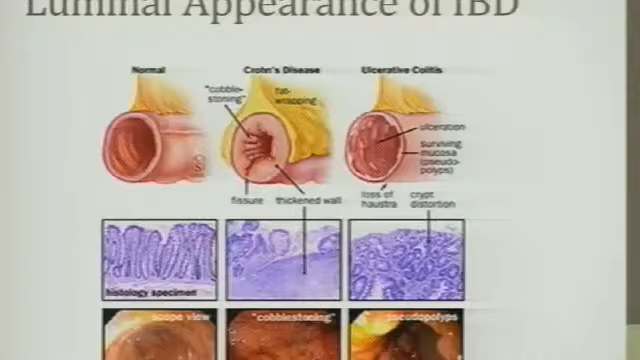 Luminal Appearance of IBD
Normal
Crohn's Disease
Ulcerative Colitis
"cobble-
stoning"
fat-
wrapping
ulceration
surviving
mucosa
(pseudo-
polyps)
fissure
thickened wall
loss of
haustra
crypt
distortion
histology specimen
scope view
"cobblestoning"
pseudopolyps